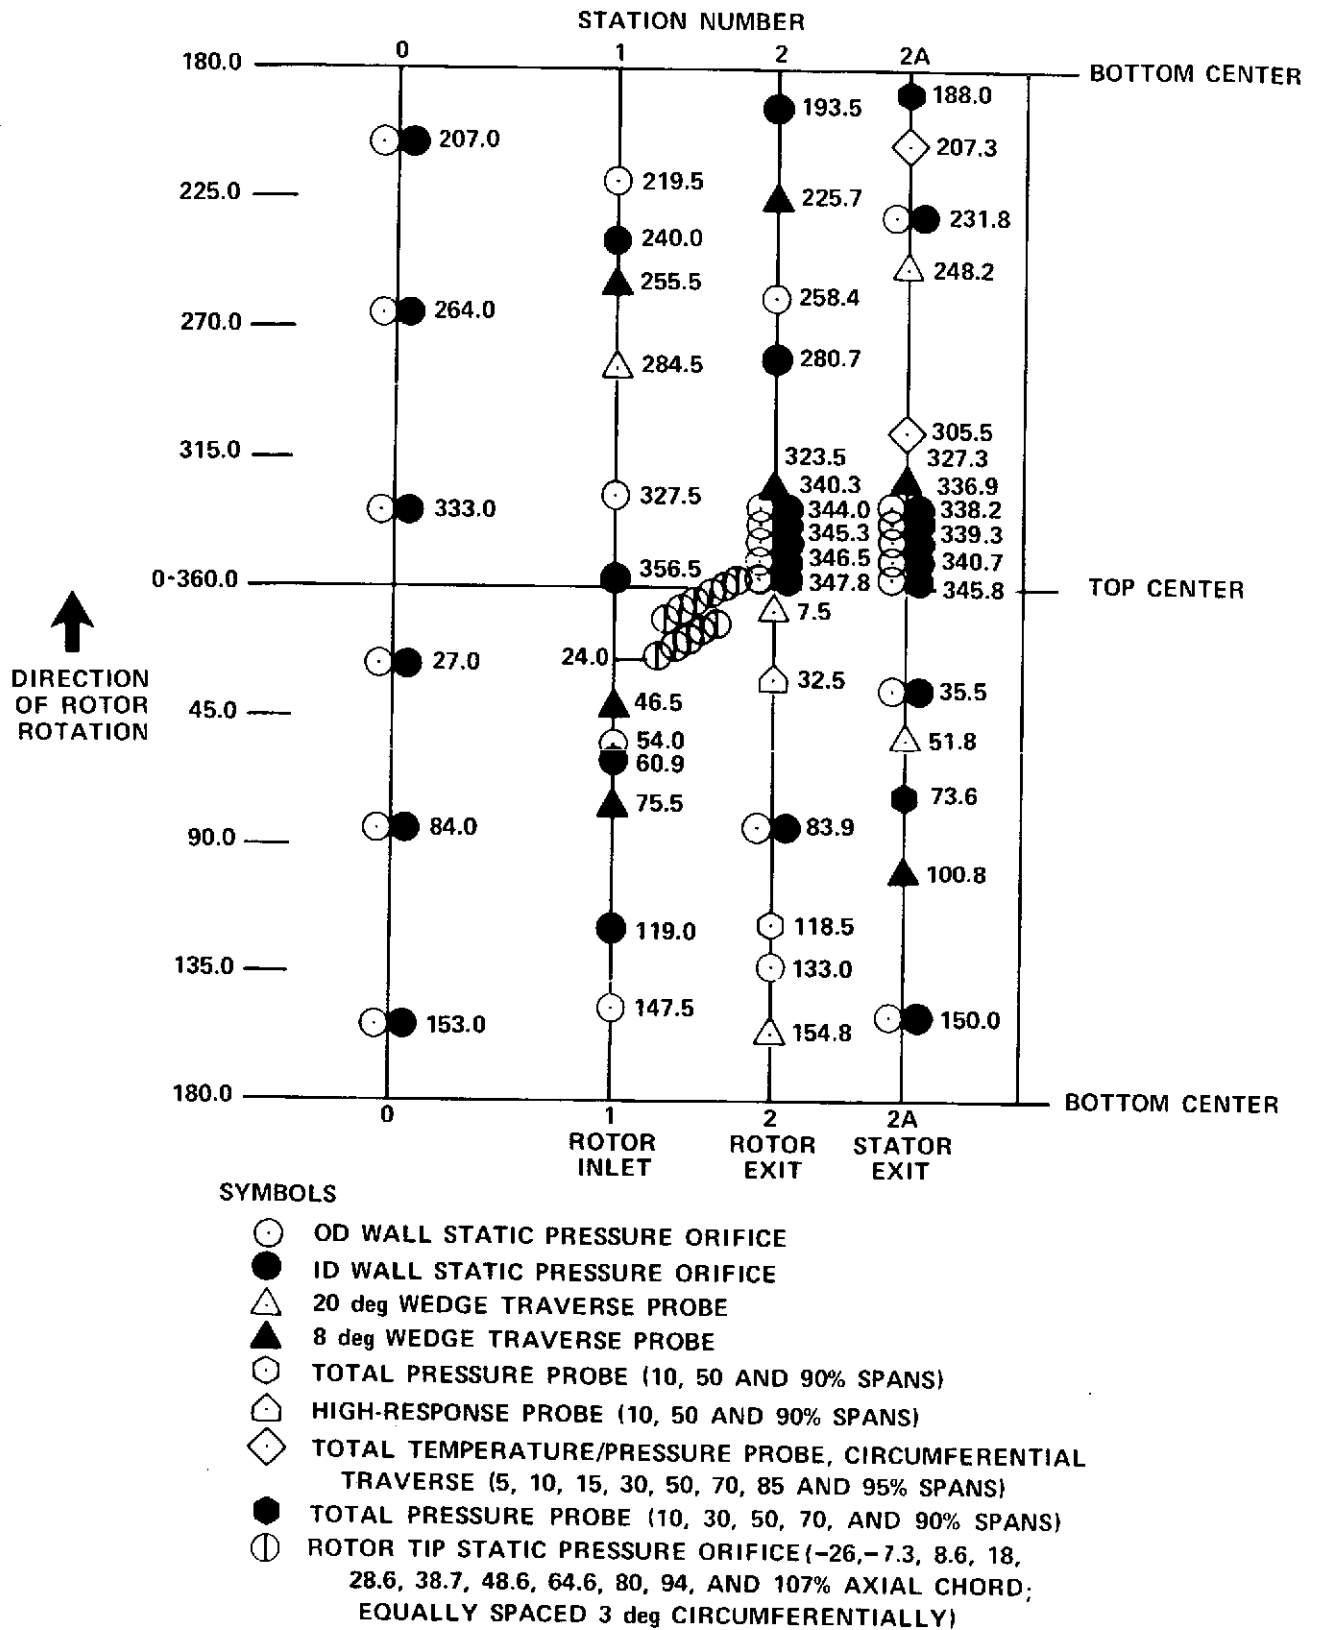 STATION NUMBER
0 1 2 2A
180.0 BOTTOM CENTER
188.0
193.5
207.0 207.3
219.5
225.0 225.7 231.8
240.0
248.2
255.5
258.4
264.0
270.0
280.7
284.5
305.5
315.0 323.5 327.3
340.3 336.9
327.5
333.0 344.0 338.2
345.3 339.3
346.5 340.7
356.5
0-360.0 347.8 345.8 TOP CENTER
7.5
24.0
27.0
32.5
35.5
DIRECTION
OF ROTOR
ROTATION
45.0 46.5
54.0 51.8
60.9
75.5 73.6
84.0 83.9
90.0
100.8
119.0 118.5
135.0 133.0
147.5
153.0 154.8 150.0
180.0 BOTTOM CENTER
0 1 2 2A
ROTOR ROTOR STATOR
INLET EXIT EXIT
SYMBOLS
OD WALL STATIC PRESSURE ORIFICE
ID WALL STATIC PRESSURE ORIFICE
20 deg WEDGE TRAVERSE PROBE
8 deg WEDGE TRAVERSE PROBE
TOTAL PRESSURE PROBE (10, 50 AND 90% SPANS)
HIGH-RESPONSE PROBE (10, 50 AND 90% SPANS)
TOTAL TEMPERATURE/PRESSURE PROBE, CIRCUMFERENTIAL
TRAVERSE (5, 10, 15, 30, 50, 70, 85 AND 95% SPANS)
TOTAL PRESSURE PROBE (10, 30, 50, 70, AND 90% SPANS)
ROTOR TIP STATIC PRESSURE ORIFICE (-26,-7.3, 8.6, 18,
28.6, 38.7, 48.6, 64.6, 80, 94, AND 107% AXIAL CHORD;
EQUALLY SPACED 3 deg CIRCUMFERENTIALLY)